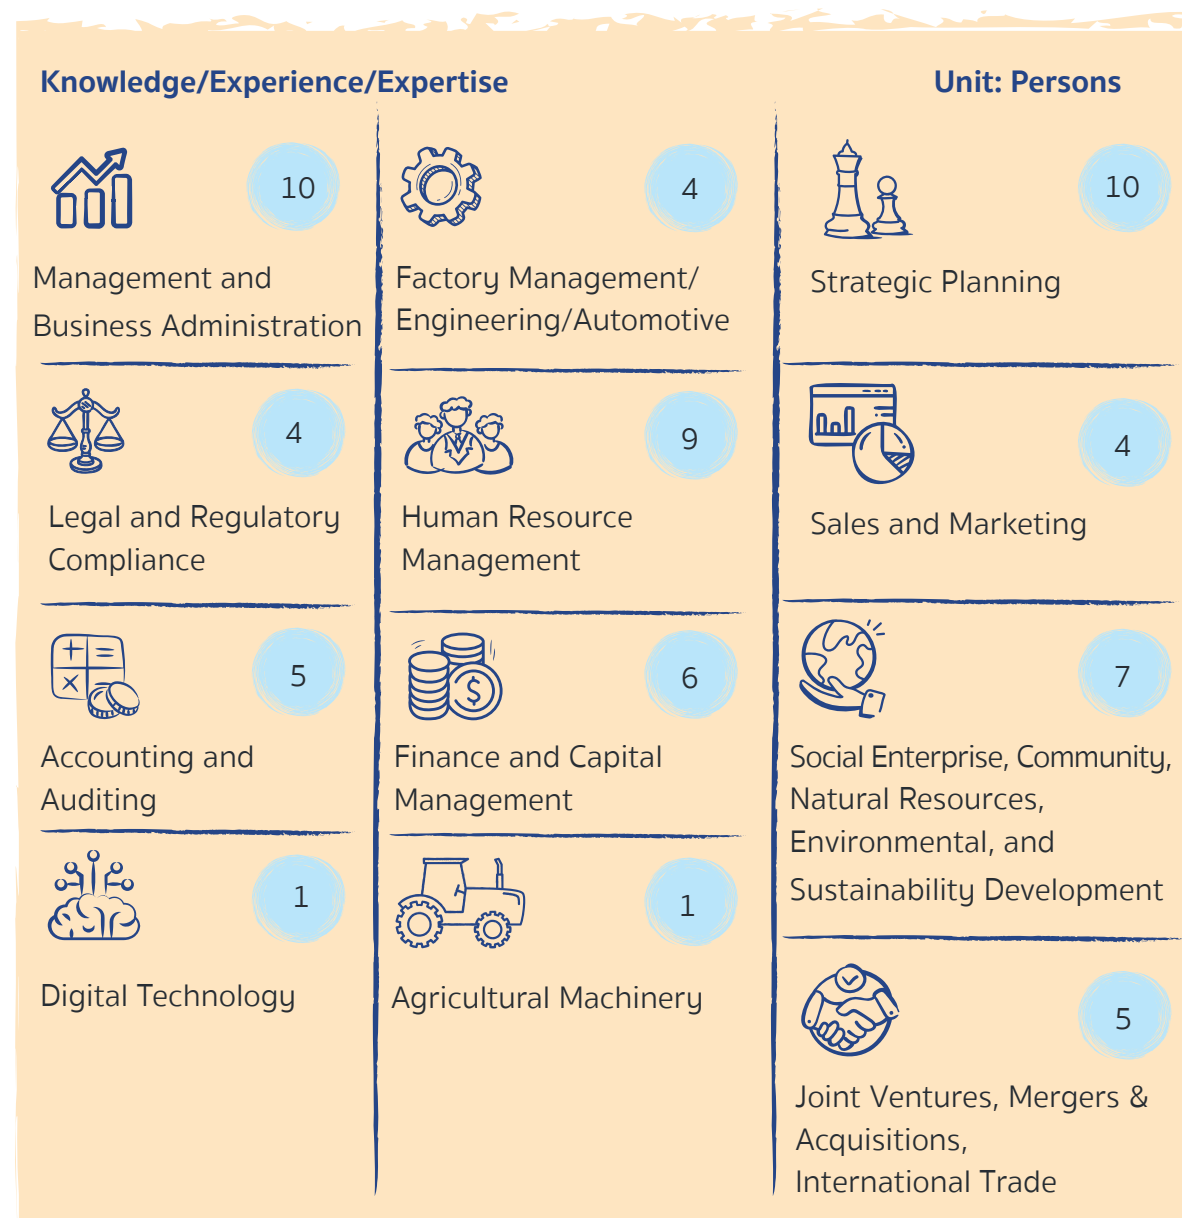 Knowledge/Experience/Expertise
Unit: Persons
10
Management and
Business Administration
4
Factory Management/
Engineering/Automotive
10
Strategic Planning
4
Legal and Regulatory
Compliance
9
Human Resource
Management
4
Sales and Marketing
5
Accounting and
Auditing
6
Finance and Capital
Management
7
Social Enterprise, Community,
Natural Resources,
Environmental, and
Sustainability Development
1
Digital Technology
1
Agricultural Machinery
5
Joint Ventures, Mergers &
Acquisitions,
International Trade